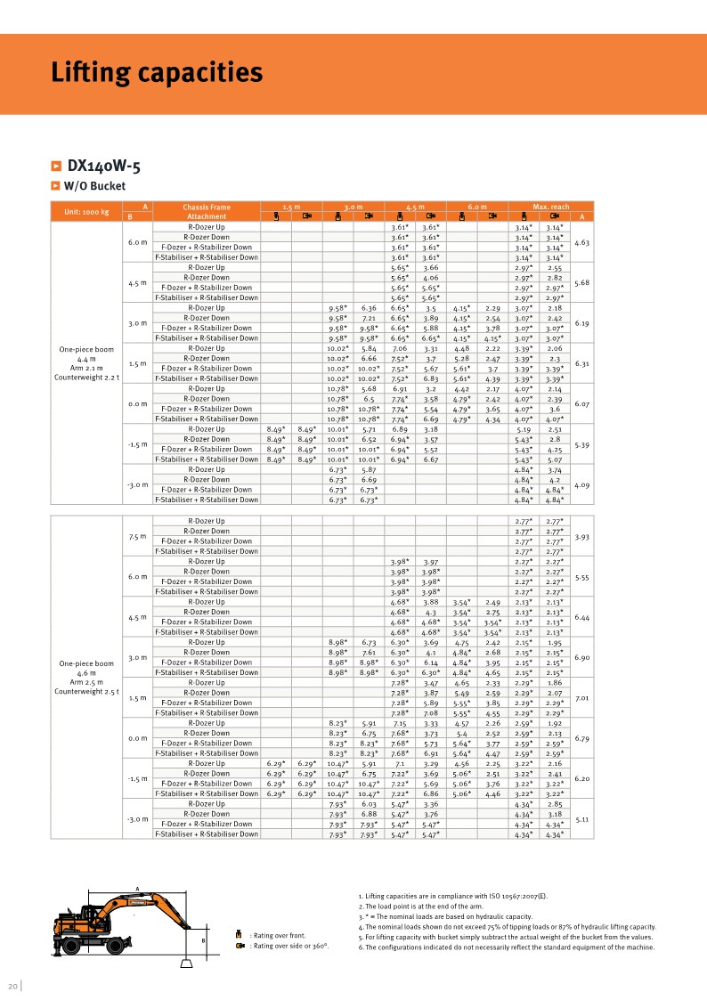 Lifting capacities
DX140W-5
W/O Bucket
Unit: 1000 kg A Chassis Frame 1.5 m 3.0 m 4.5 m 6.0 m Max. reach
B Attachment A
One-piece boom
4.4 m
Arm 2.1 m
Counterweight 2.2 t
6.0 m
R-Dozer Up 3.61* 3.61* 3.14* 3.14*
R-Dozer Down 3.61* 3.61* 3.14* 3.14*
F-Dozer + R-Stabilizer Down 3.61* 3.61* 3.14* 3.14*
F-Stabiliser + R-Stabiliser Down 3.61* 3.61* 3.14* 3.14*
4.63
4.5 m
R-Dozer Up 5.65* 3.66 2.97* 2.55
R-Dozer Down 5.65* 4.06 2.97* 2.82
F-Dozer + R-Stabilizer Down 5.65* 5.65* 2.97* 2.97*
F-Stabiliser + R-Stabiliser Down 5.65* 5.65* 2.97* 2.97*
5.68
3.0 m
R-Dozer Up 9.58* 6.36 6.65* 3.5 4.15* 2.29 3.07* 2.18
R-Dozer Down 9.58* 7.21 6.65* 3.89 4.15* 2.54 3.07* 2.42
F-Dozer + R-Stabilizer Down 9.58* 9.58* 6.65* 5.88 4.15* 3.78 3.07* 3.07*
F-Stabiliser + R-Stabiliser Down 9.58* 9.58* 6.65* 6.65* 4.15* 4.15* 3.07* 3.07*
6.19
1.5 m
R-Dozer Up 10.02* 5.84 7.06 3.31 4.48 2.22 3.39* 2.06
R-Dozer Down 10.02* 6.66 7.52* 3.7 5.28 2.47 3.39* 2.3
F-Dozer + R-Stabilizer Down 10.02* 10.02* 7.52* 5.67 5.61* 3.7 3.39* 3.39*
F-Stabiliser + R-Stabiliser Down 10.02* 10.02* 7.52* 6.83 5.61* 4.39 3.39* 3.39*
6.31
0.0 m
R-Dozer Up 10.78* 5.68 6.91 3.2 4.42 2.17 4.07* 2.14
R-Dozer Down 10.78* 6.5 7.74* 3.58 4.79* 2.42 4.07* 2.39
F-Dozer + R-Stabilizer Down 10.78* 10.78* 7.74* 5.54 4.79* 3.65 4.07* 3.6
F-Stabiliser + R-Stabiliser Down 10.78* 10.78* 7.74* 6.69 4.79* 4.34 4.07* 4.07*
6.07
-1.5 m
R-Dozer Up 8.49* 8.49* 10.01* 5.71 6.89 3.18 5.19 2.51
R-Dozer Down 8.49* 8.49* 10.01* 6.52 6.94* 3.57 5.43* 2.8
F-Dozer + R-Stabilizer Down 8.49* 8.49* 10.01* 10.01* 6.94* 5.52 5.43* 4.25
F-Stabiliser + R-Stabiliser Down 8.49* 8.49* 10.01* 10.01* 6.94* 6.67 5.43* 5.07
5.39
-3.0 m
R-Dozer Up 6.73* 5.87 4.84* 3.74
R-Dozer Down 6.73* 6.69 4.84* 4.2
F-Dozer + R-Stabilizer Down 6.73* 6.73* 4.84* 4.84*
F-Stabiliser + R-Stabiliser Down 6.73* 6.73* 4.84* 4.84*
4.09
One-piece boom
4.6 m
Arm 2.5 m
Counterweight 2.5 t
7.5 m
R-Dozer Up 2.77* 2.77*
R-Dozer Down 2.77* 2.77*
F-Dozer + R-Stabilizer Down 2.77* 2.77*
F-Stabiliser + R-Stabiliser Down 2.77* 2.77*
3.93
6.0 m
R-Dozer Up 3.98* 3.97 2.27* 2.27*
R-Dozer Down 3.98* 3.98* 2.27* 2.27*
F-Dozer + R-Stabilizer Down 3.98* 3.98* 2.27* 2.27*
F-Stabiliser + R-Stabiliser Down 3.98* 3.98* 2.27* 2.27*
5.55
4.5 m
R-Dozer Up 4.68* 3.88 3.54* 2.49 2.13* 2.13*
R-Dozer Down 4.68* 4.3 3.54* 2.75 2.13* 2.13*
F-Dozer + R-Stabilizer Down 4.68* 4.68* 3.54* 3.54* 2.13* 2.13*
F-Stabiliser + R-Stabiliser Down 4.68* 4.68* 3.54* 3.54* 2.13* 2.13*
6.44
3.0 m
R-Dozer Up 8.98* 6.73 6.30* 3.69 4.75 2.42 2.15* 1.95
R-Dozer Down 8.98* 7.61 6.30* 4.1 4.84* 2.68 2.15* 2.15*
F-Dozer + R-Stabilizer Down 8.98* 8.98* 6.30* 6.14 4.84* 3.95 2.15* 2.15*
F-Stabiliser + R-Stabiliser Down 8.98* 8.98* 6.30* 6.30* 4.84* 4.65 2.15* 2.15*
6.90
1.5 m
R-Dozer Up 7.28* 3.47 4.65 2.33 2.29* 1.86
R-Dozer Down 7.28* 3.87 5.49 2.59 2.29* 2.07
F-Dozer + R-Stabilizer Down 7.28* 5.89 5.55* 3.85 2.29* 2.29*
F-Stabiliser + R-Stabiliser Down 7.28* 7.08 5.55* 4.55 2.29* 2.29*
7.01
0.0 m
R-Dozer Up 8.23* 5.91 7.15 3.33 4.57 2.26 2.59* 1.92
R-Dozer Down 8.23* 6.75 7.68* 3.73 5.4 2.52 2.59* 2.13
F-Dozer + R-Stabilizer Down 8.23* 8.23* 7.68* 5.73 5.64* 3.77 2.59* 2.59*
F-Stabiliser + R-Stabiliser Down 8.23* 8.23* 7.68* 6.91 5.64* 4.47 2.59* 2.59*
6.79
-1.5 m
R-Dozer Up 6.29* 6.29* 10.47* 5.91 7.1 3.29 4.56 2.25 3.22* 2.16
R-Dozer Down 6.29* 6.29* 10.47* 6.75 7.22* 3.69 5.06* 2.51 3.22* 2.41
F-Dozer + R-Stabilizer Down 6.29* 6.29* 10.47* 10.47* 7.22* 5.69 5.06* 3.76 3.22* 3.22*
F-Stabiliser + R-Stabiliser Down 6.29* 6.29* 10.47* 10.47* 7.22* 6.86 5.06* 4.46 3.22* 3.22*
6.20
-3.0 m
R-Dozer Up 7.93* 6.03 5.47* 3.36 4.34* 2.85
R-Dozer Down 7.93* 6.88 5.47* 3.76 4.34* 3.18
F-Dozer + R-Stabilizer Down 7.93* 7.93* 5.47* 5.47* 4.34* 4.34*
F-Stabiliser + R-Stabiliser Down 7.93* 7.93* 5.47* 5.47* 4.34* 4.34*
5.11
A
B
: Rating over front.
: Rating over side or 360°.
1. Lifting capacities are in compliance with ISO 10567:2007(E).
2. The load point is at the end of the arm.
3. * = The nominal loads are based on hydraulic capacity.
4. The nominal loads shown do not exceed 75% of tipping loads or 87% of hydraulic lifting capacity.
5. For lifting capacity with bucket simply subtract the actual weight of the bucket from the values.
6. The configurations indicated do not necessarily reflect the standard equipment of the machine.
20 |